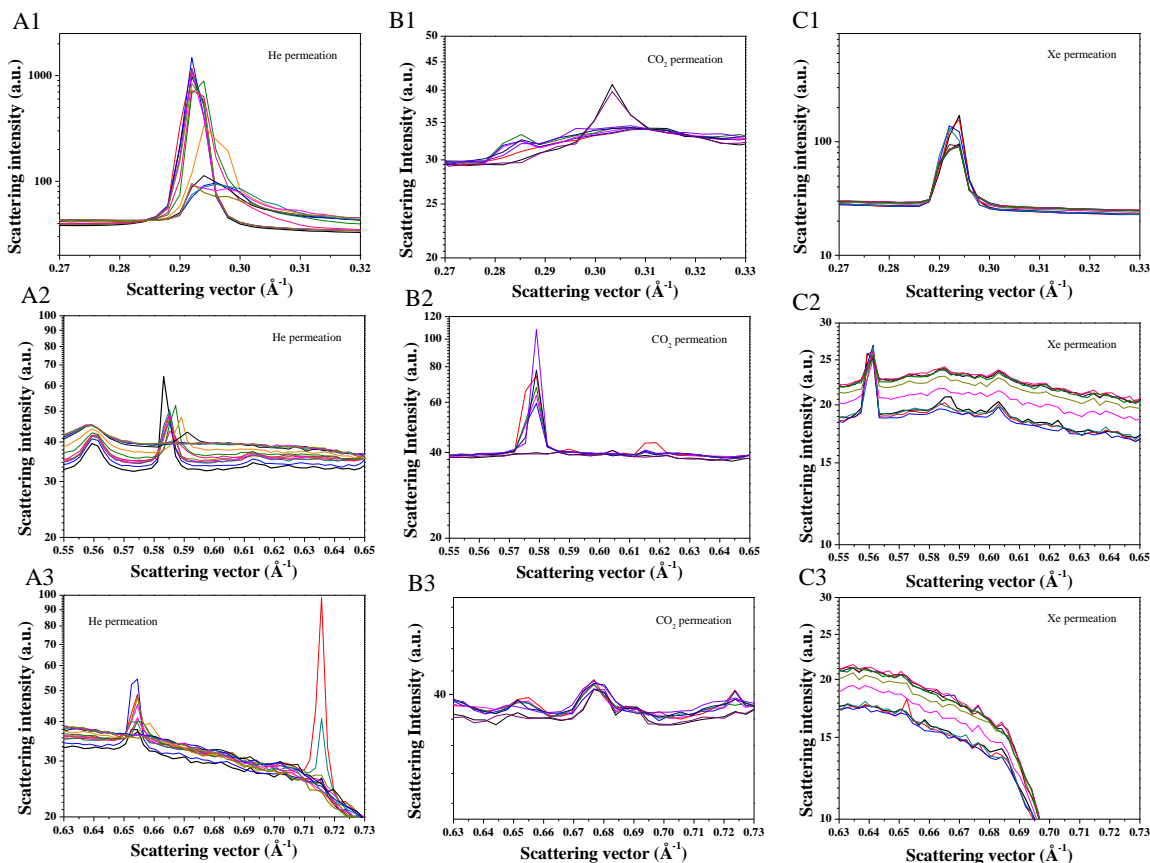 A1
He permeation
1000
100
Scattering intensity (a.u.)
0.27 0.28 0.29 0.30 0.31 0.32
Scattering vector (Å-1)
B1
CO2 permeation
50
45
40
35
30
25
20
Scattering Intensity (a.u.)
0.27 0.28 0.29 0.30 0.31 0.32 0.33
Scattering vector (Å-1)
C1
Xe permeation
100
10
Scattering intensity (a.u.)
0.27 0.28 0.29 0.30 0.31 0.32 0.33
Scattering vector (Å-1)
A2
He permeation
100
90
80
70
60
50
40
30
20
Scattering intensity (a.u.)
0.55 0.56 0.57 0.58 0.59 0.60 0.61 0.62 0.63 0.64 0.65
Scattering vector (Å-1)
B2
CO2 permeation
120
100
80
60
40
20
Scattering Intensity (a.u.)
0.55 0.56 0.57 0.58 0.59 0.60 0.61 0.62 0.63 0.64 0.65
Scattering vector (Å-1)
C2
Xe permeation
30
25
20
15
10
Scattering intensity (a.u.)
0.55 0.56 0.57 0.58 0.59 0.60 0.61 0.62 0.63 0.64 0.65
Scattering vector (Å-1)
A3
He permeation
100
90
80
70
60
50
40
30
20
Scattering intensity (a.u.)
0.63 0.64 0.65 0.66 0.67 0.68 0.69 0.70 0.71 0.72 0.73
Scattering vector (Å-1)
B3
CO2 permeation
40
Scattering Intensity (a.u.)
0.63 0.64 0.65 0.66 0.67 0.68 0.69 0.70 0.71 0.72 0.73
Scattering vector (Å-1)
C3
Xe permeation
30
25
20
15
10
Scattering intensity (a.u.)
0.63 0.64 0.65 0.66 0.67 0.68 0.69 0.70 0.71 0.72 0.73
Scattering vector (Å-1)